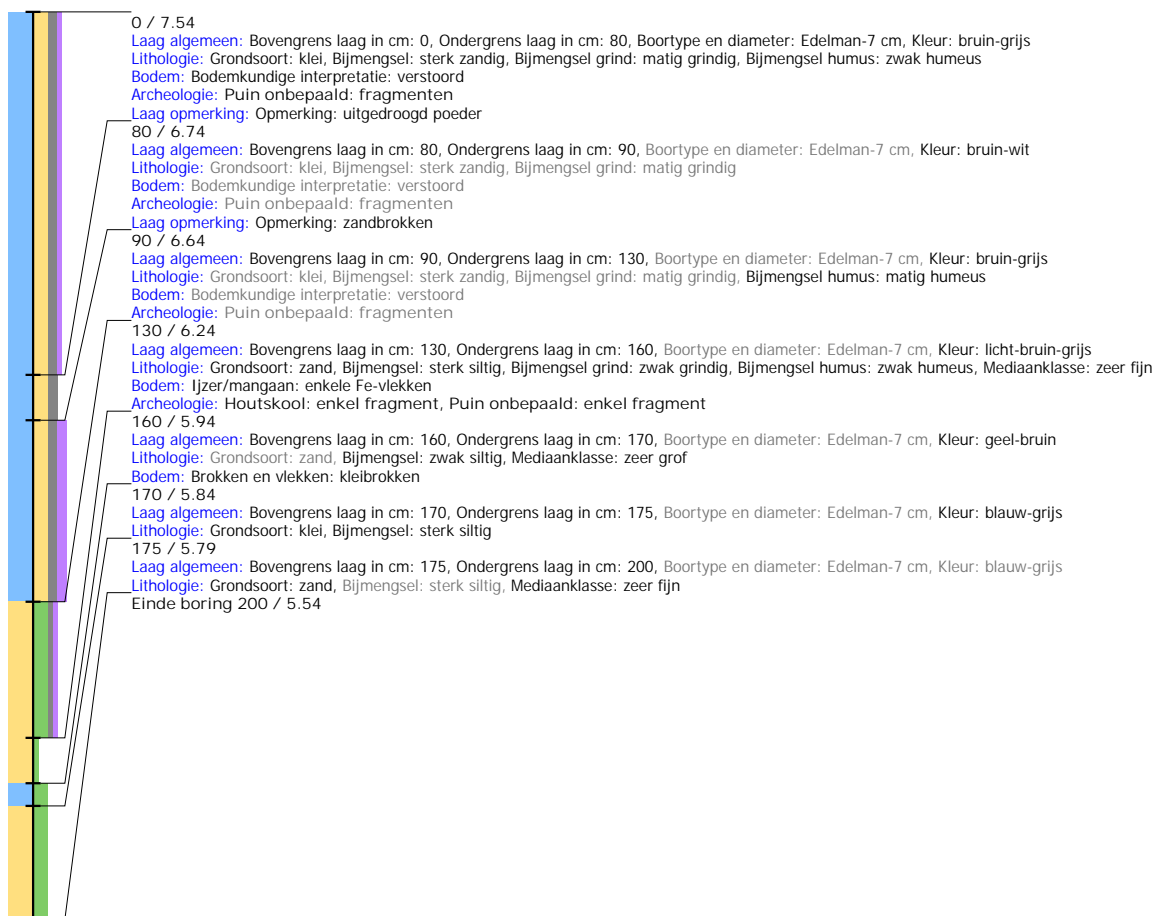 0 / 7.54
Laag algemeen: Bovengrens laag in cm: 0, Ondergrens laag in cm: 80, Boortype en diameter: Edelman-7 cm, Kleur: bruin-grijs
Lithologie: Grondsoort: klei, Bijmengsel: sterk zandig, Bijmengsel grind: matig grindig, Bijmengsel humus: zwak humeus
Bodem: Bodemkundige interpretatie: verstoord
Archeologie: Puin onbepaald: fragmenten
Laag opmerking: Opmerking: uitgedroogd poeder
80 / 6.74
Laag algemeen: Bovengrens laag in cm: 80, Ondergrens laag in cm: 90, Boortype en diameter: Edelman-7 cm, Kleur: bruin-wit
Lithologie: Grondsoort: klei, Bijmengsel: sterk zandig, Bijmengsel grind: matig grindig
Bodem: Bodemkundige interpretatie: verstoord
Archeologie: Puin onbepaald: fragmenten
Laag opmerking: Opmerking: zandbrokken
90 / 6.64
Laag algemeen: Bovengrens laag in cm: 90, Ondergrens laag in cm: 130, Boortype en diameter: Edelman-7 cm, Kleur: bruin-grijs
Lithologie: Grondsoort: klei, Bijmengsel: sterk zandig, Bijmengsel grind: matig grindig, Bijmengsel humus: matig humeus
Bodem: Bodemkundige interpretatie: verstoord
Archeologie: Puin onbepaald: fragmenten
130 / 6.24
Laag algemeen: Bovengrens laag in cm: 130, Ondergrens laag in cm: 160, Boortype en diameter: Edelman-7 cm, Kleur: licht-bruin-grijs
Lithologie: Grondsoort: zand, Bijmengsel: sterk siltig, Bijmengsel grind: zwak grindig, Bijmengsel humus: zwak humeus, Mediaanklasse: zeer fijn
Bodem: Ijzer/mangaan: enkele Fe-vlekken
Archeologie: Houtskool: enkel fragment, Puin onbepaald: enkel fragment
160 / 5.94
Laag algemeen: Bovengrens laag in cm: 160, Ondergrens laag in cm: 170, Boortype en diameter: Edelman-7 cm, Kleur: geel-bruin
Lithologie: Grondsoort: zand, Bijmengsel: zwak siltig, Mediaanklasse: zeer grof
Bodem: Brokken en vlekken: kleibrokken
170 / 5.84
Laag algemeen: Bovengrens laag in cm: 170, Ondergrens laag in cm: 175, Boortype en diameter: Edelman-7 cm, Kleur: blauw-grijs
Lithologie: Grondsoort: klei, Bijmengsel: sterk siltig
175 / 5.79
Laag algemeen: Bovengrens laag in cm: 175, Ondergrens laag in cm: 200, Boortype en diameter: Edelman-7 cm, Kleur: blauw-grijs
Lithologie: Grondsoort: zand, Bijmengsel: sterk siltig, Mediaanklasse: zeer fijn
Einde boring 200 / 5.54